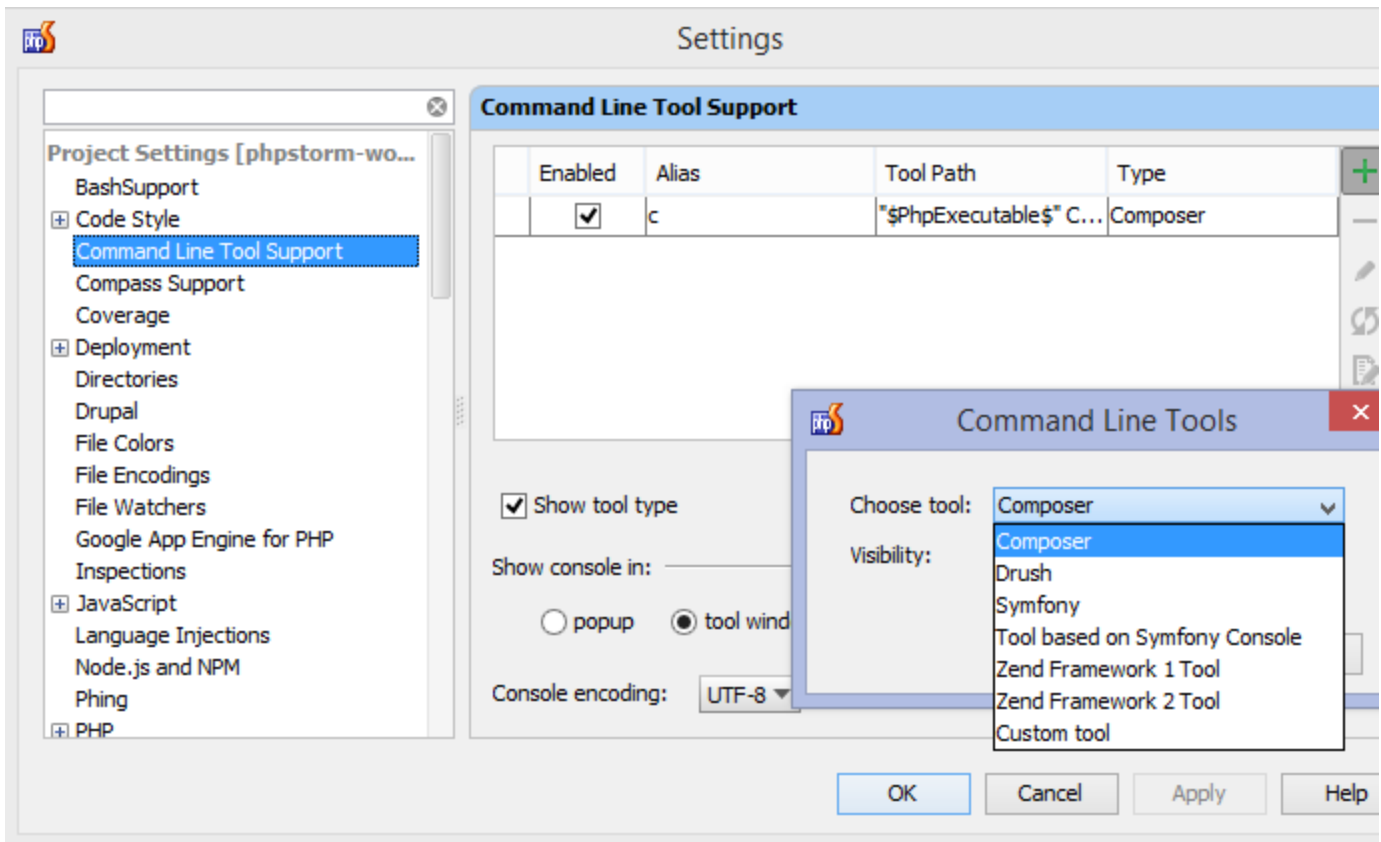 Settings
Project Settings [phpstorm-wo...
BashSupport
Code Style
Command Line Tool Support
Compass Support
Coverage
Deployment
Directories
Drupal
File Colors
File Encodings
File Watchers
Google App Engine for PHP
Inspections
JavaScript
Language Injections
Node.js and NPM
Phing
PHP
Command Line Tool Support
Enabled Alias Tool Path Type
c "$PhpExecutable$" C... Composer
Show tool type
Show console in:
popup tool wind
Console encoding: UTF-8
Command Line Tools
Choose tool: Composer
Visibility:
Composer
Drush
Symfony
Tool based on Symfony Console
Zend Framework 1 Tool
Zend Framework 2 Tool
Custom tool
OK Cancel Apply Help